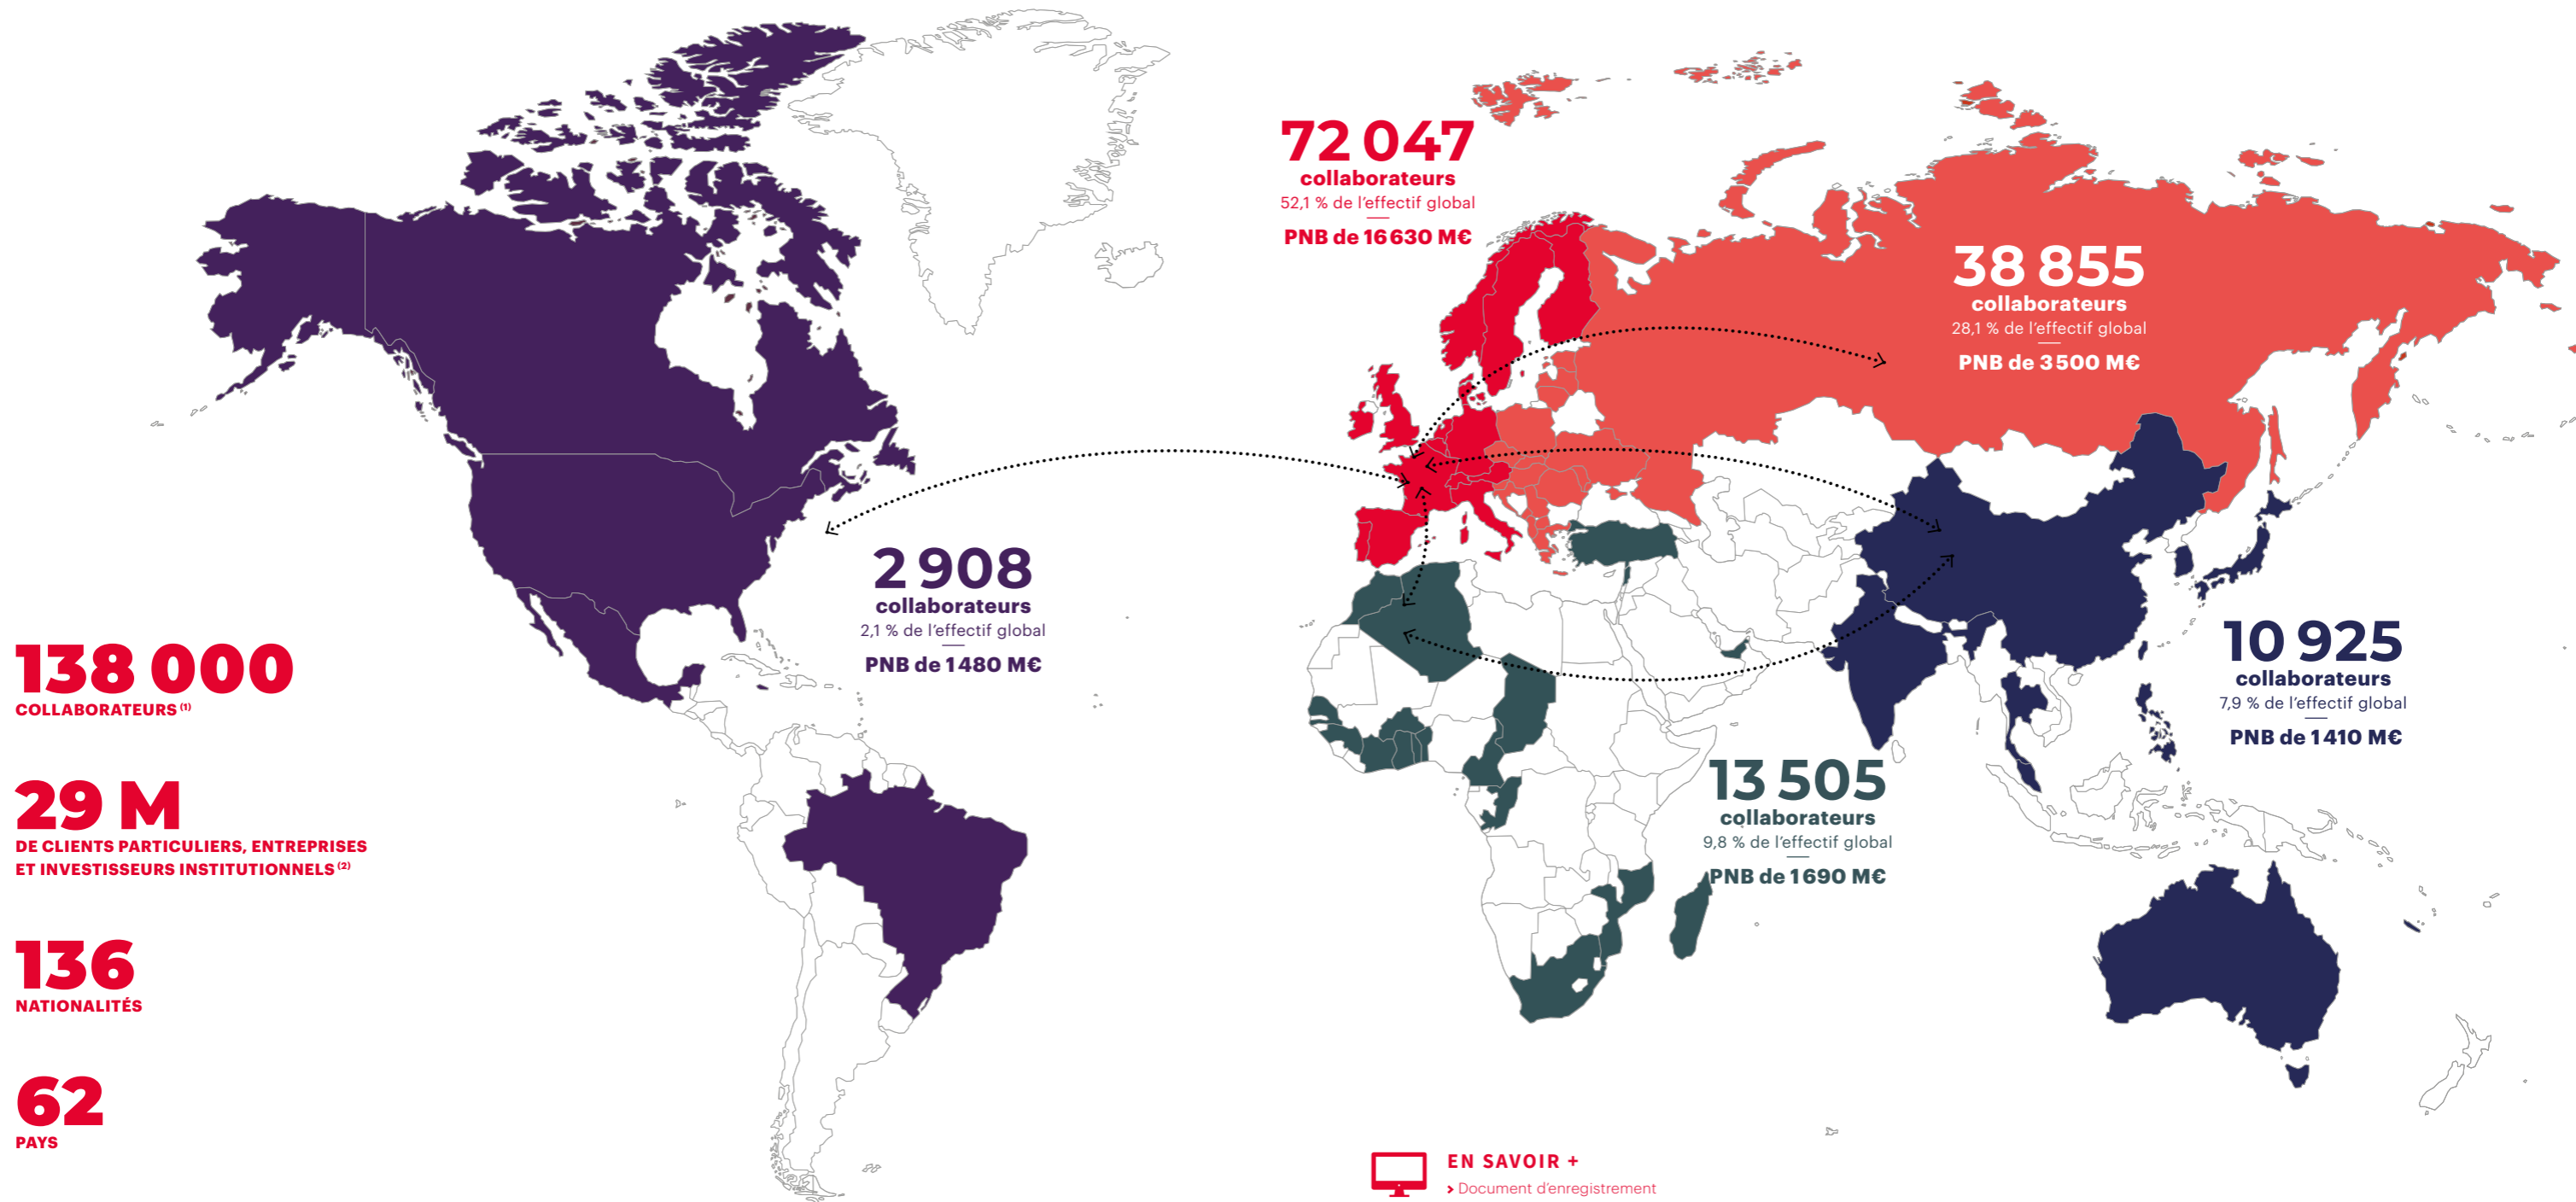 138 000
COLLABORATEURS (1)
29 M
DE CLIENTS PARTICULIERS, ENTREPRISES
ET INVESTISSEURS INSTITUTIONNELS (2)
136
NATIONALITÉS
62
PAYS
2 908
collaborateurs
2,1 % de l'effectif global
PNB de 1 480 M€
72 047
collaborateurs
52,1 % de l'effectif global
PNB de 16 630 M€
38 855
collaborateurs
28,1 % de l'effectif global
PNB de 3 500 M€
10 925
collaborateurs
7,9 % de l'effectif global
PNB de 1 410 M€
13 505
collaborateurs
9,8 % de l'effectif global
PNB de 1 690 M€
EN SAVOIR +
> Document d'enregistrement